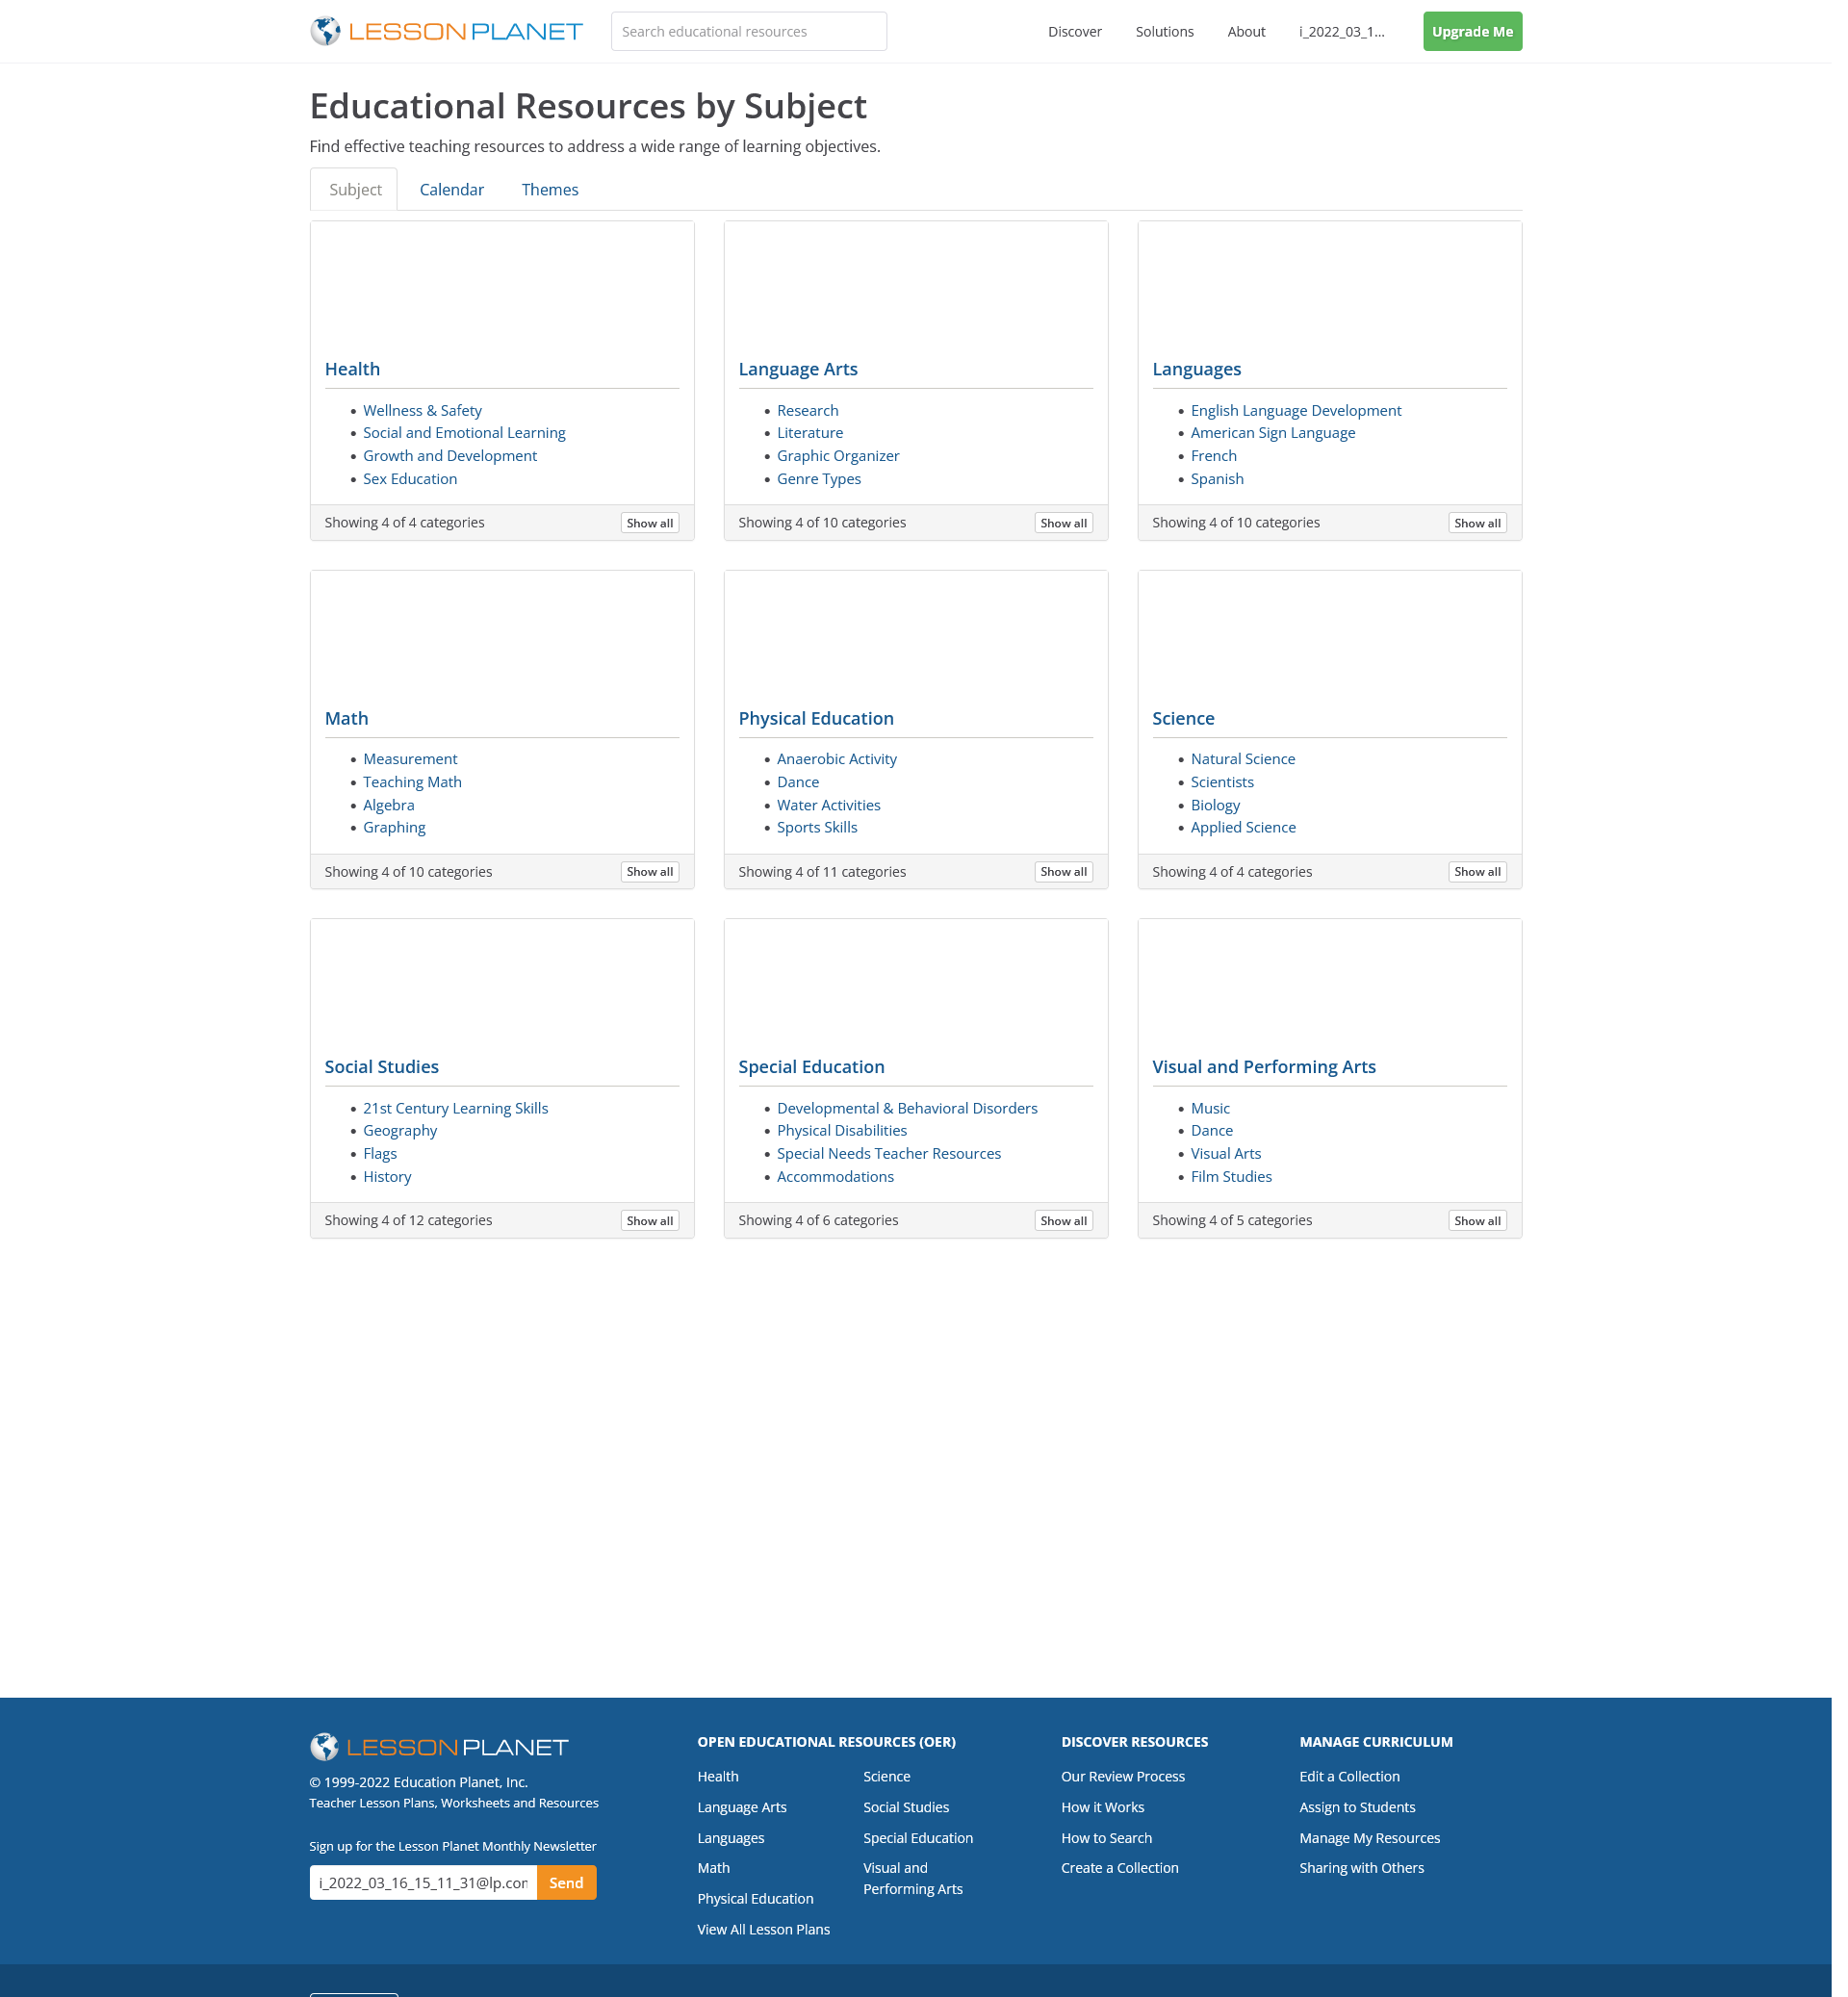 LESSON PLANET
Search educational resources
Discover
Solutions
About
i_2022_03_1...
Upgrade Me
Educational Resources by Subject
Find effective teaching resources to address a wide range of learning objectives.
Subject
Calendar
Themes
Health
Wellness & Safety
Social and Emotional Learning
Growth and Development
Sex Education
Showing 4 of 4 categories
Show all
Language Arts
Research
Literature
Graphic Organizer
Genre Types
Showing 4 of 10 categories
Show all
Languages
English Language Development
American Sign Language
French
Spanish
Showing 4 of 10 categories
Show all
Math
Measurement
Teaching Math
Algebra
Graphing
Showing 4 of 10 categories
Show all
Physical Education
Anaerobic Activity
Dance
Water Activities
Sports Skills
Showing 4 of 11 categories
Show all
Science
Natural Science
Scientists
Biology
Applied Science
Showing 4 of 4 categories
Show all
Social Studies
21st Century Learning Skills
Geography
Flags
History
Showing 4 of 12 categories
Show all
Special Education
Developmental & Behavioral Disorders
Physical Disabilities
Special Needs Teacher Resources
Accommodations
Showing 4 of 6 categories
Show all
Visual and Performing Arts
Music
Dance
Visual Arts
Film Studies
Showing 4 of 5 categories
Show all
LESSON PLANET
© 1999-2022 Education Planet, Inc.
Teacher Lesson Plans, Worksheets and Resources
Sign up for the Lesson Planet Monthly Newsletter
i_2022_03_16_15_11_31@lp.com
Send
OPEN EDUCATIONAL RESOURCES (OER)
Health
Language Arts
Languages
Math
Physical Education
View All Lesson Plans
Science
Social Studies
Special Education
Visual and
Performing Arts
DISCOVER RESOURCES
Our Review Process
How it Works
How to Search
Create a Collection
MANAGE CURRICULUM
Edit a Collection
Assign to Students
Manage My Resources
Sharing with Others